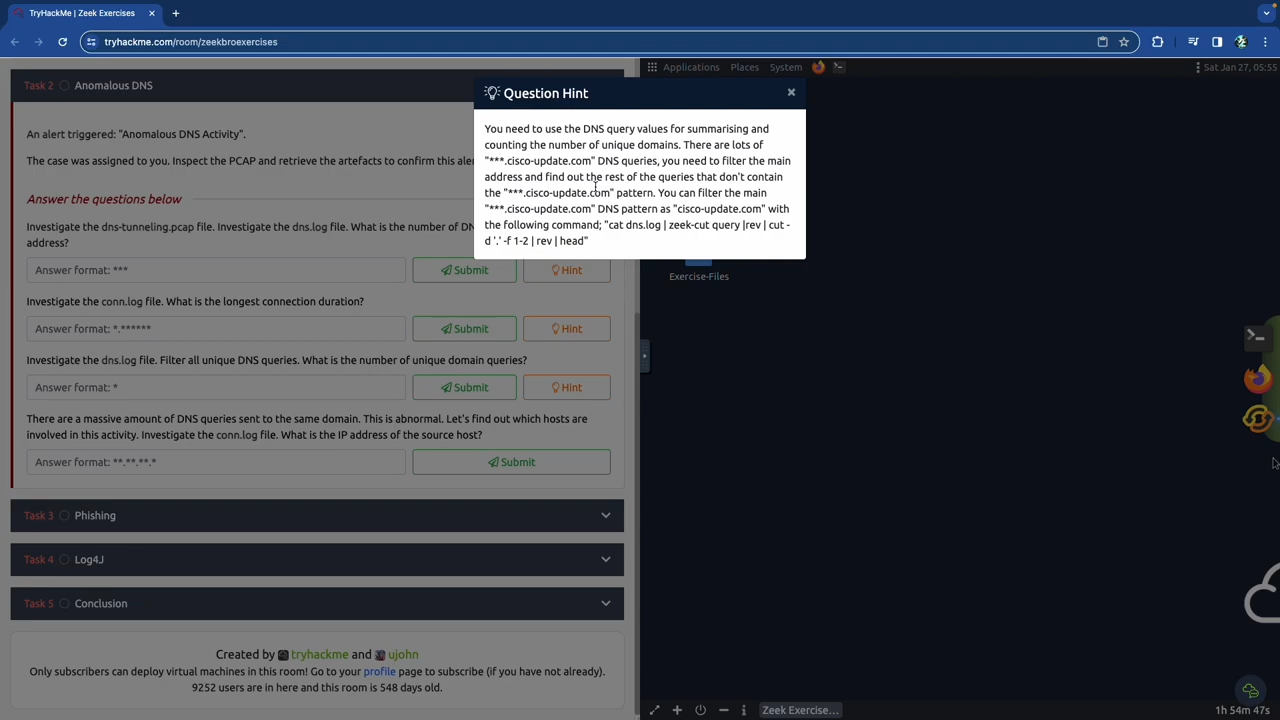 TryHackMe | Zeek Exercises
tryhackme.com/room/zeekbroexercises
Task 2 Anomalous DNS
An alert triggered: "Anomalous DNS Activity".
The case was assigned to you. Inspect the PCAP and retrieve the artefacts to confirm this aler
Answer the questions below
Investigate the dns-tunneling.pcap file. Investigate the dns.log file. What is the number of DN
address?
Answer format: ***
Submit
Hint
Investigate the conn.log file. What is the longest connection duration?
Answer format: *.******
Submit
Hint
Investigate the dns.log file. Filter all unique DNS queries. What is the number of unique domain queries?
Answer format: *
Submit
Hint
There are a massive amount of DNS queries sent to the same domain. This is abnormal. Let's find out which hosts are
involved in this activity. Investigate the conn.log file. What is the IP address of the source host?
Answer format: **.**.**.*
Submit
Task 3 Phishing
Task 4 Log4J
Task 5 Conclusion
Created by tryhackme and ujohn
Only subscribers can deploy virtual machines in this room! Go to your profile page to subscribe (if you have not already).
9252 users are in here and this room is 548 days old.
Question Hint
You need to use the DNS query values for summarising and
counting the number of unique domains. There are lots of
"***.cisco-update.com" DNS queries, you need to filter the main
address and find out the rest of the queries that don't contain
the "***.cisco-update.com" pattern. You can filter the main
"***.cisco-update.com" DNS pattern as "cisco-update.com" with
the following command; "cat dns.log | zeek-cut query |rev | cut -
d '.' -f 1-2 | rev | head"
Applications Places System
Sat Jan 27, 05:55
Exercise-Files
Zeek Exercise...
1h 54m 47s